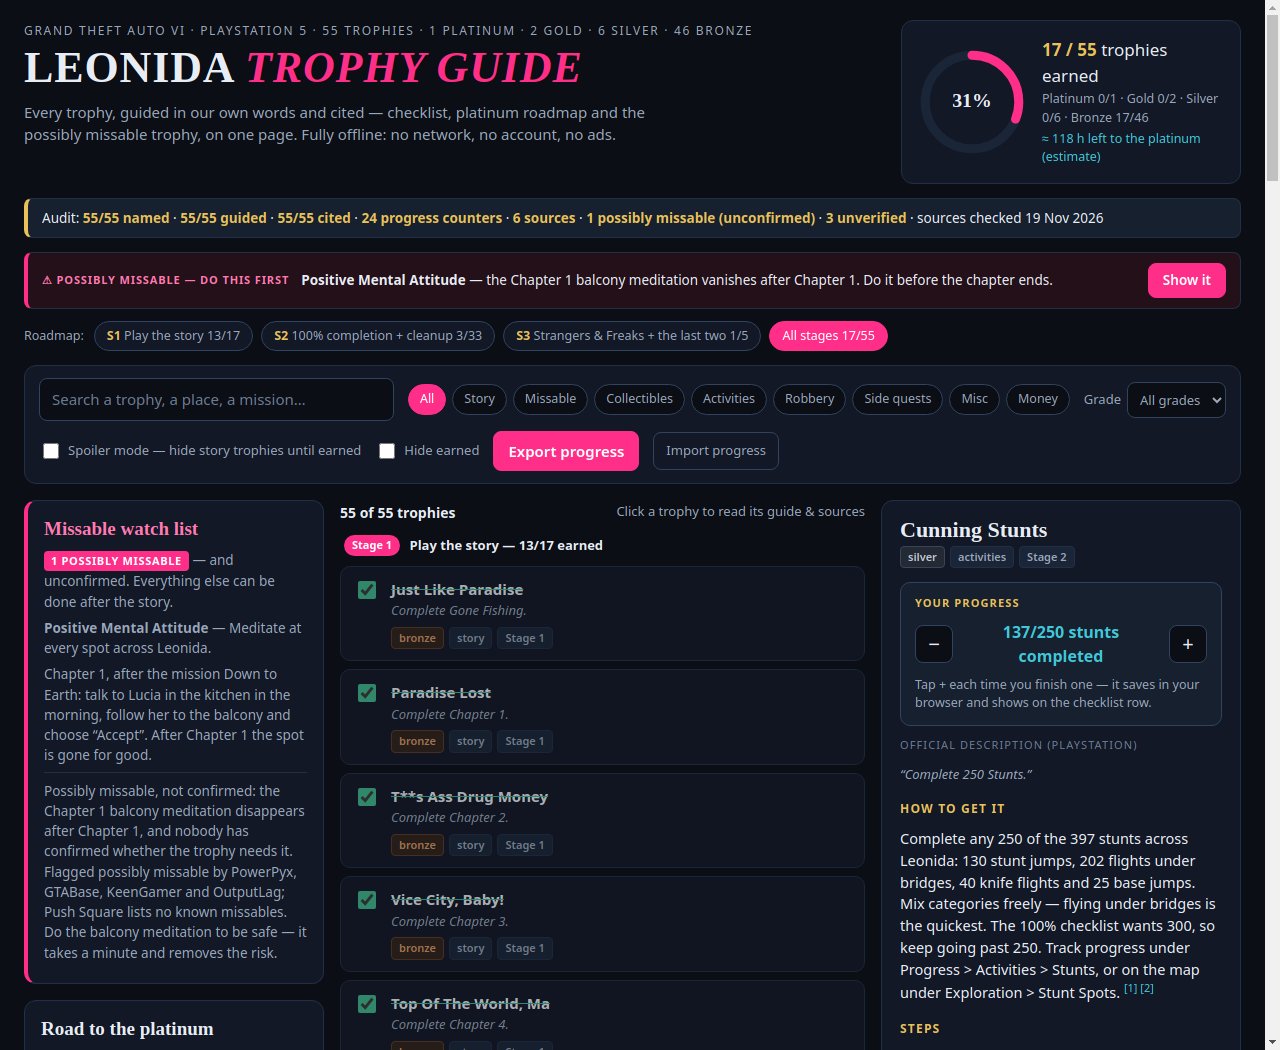 GRAND THEFT AUTO VI · PLAYSTATION 5 · 55 TROPHIES · 1 PLATINUM · 2 GOLD · 6 SILVER · 46 BRONZE
LEONIDA TROPHY GUIDE
Every trophy, guided in our own words and cited — checklist, platinum roadmap and the
possibly missable trophy, on one page. Fully offline: no network, no account, no ads.
31%
17 / 55 trophies
earned
Platinum 0/1 · Gold 0/2 · Silver
0/6 · Bronze 17/46
≈ 118 h left to the platinum
(estimate)
Audit: 55/55 named · 55/55 guided · 55/55 cited · 24 progress counters · 6 sources · 1 possibly missable (unconfirmed) · 3 unverified · sources checked 19 Nov 2026
⚠ POSSIBLY MISSABLE — DO THIS FIRST Positive Mental Attitude — the Chapter 1 balcony meditation vanishes after Chapter 1. Do it before the chapter ends. Show it
Roadmap: S1 Play the story 13/17 S2 100% completion + cleanup 3/33 S3 Strangers & Freaks + the last two 1/5 All stages 17/55
Search a trophy, a place, a mission... All Story Missable Collectibles Activities Robbery Side quests Misc Money Grade All grades
Spoiler mode — hide story trophies until earned Hide earned Export progress Import progress
Missable watch list
1 POSSIBLY MISSABLE — and
unconfirmed. Everything else can be
done after the story.
Positive Mental Attitude — Meditate at
every spot across Leonida.
Chapter 1, after the mission Down to
Earth: talk to Lucia in the kitchen in the
morning, follow her to the balcony and
choose “Accept”. After Chapter 1 the spot
is gone for good.
Possibly missable, not confirmed: the
Chapter 1 balcony meditation disappears
after Chapter 1, and nobody has
confirmed whether the trophy needs it.
Flagged possibly missable by PowerPyx,
GTABase, KeenGamer and OutputLag;
Push Square lists no known missables.
Do the balcony meditation to be safe — it
takes a minute and removes the risk.
Road to the platinum
55 of 55 trophies Click a trophy to read its guide & sources
Stage 1 Play the story — 13/17 earned
Just Like Paradise
Complete Gone Fishing.
bronze story Stage 1
Paradise Lost
Complete Chapter 1.
bronze story Stage 1
T**s Ass Drug Money
Complete Chapter 2.
bronze story Stage 1
Vice City, Baby!
Complete Chapter 3.
bronze story Stage 1
Top Of The World, Ma
Complete Chapter 4.
bronze story Stage 1
Cunning Stunts
silver activities Stage 2
YOUR PROGRESS
− 137/250 stunts +
completed
Tap + each time you finish one — it saves in your
browser and shows on the checklist row.
OFFICIAL DESCRIPTION (PLAYSTATION)
“Complete 250 Stunts.”
HOW TO GET IT
Complete any 250 of the 397 stunts across
Leonida: 130 stunt jumps, 202 flights under
bridges, 40 knife flights and 25 base jumps.
Mix categories freely — flying under bridges is
the quickest. The 100% checklist wants 300, so
keep going past 250. Track progress under
Progress > Activities > Stunts, or on the map
under Exploration > Stunt Spots. [1] [2]
STEPS